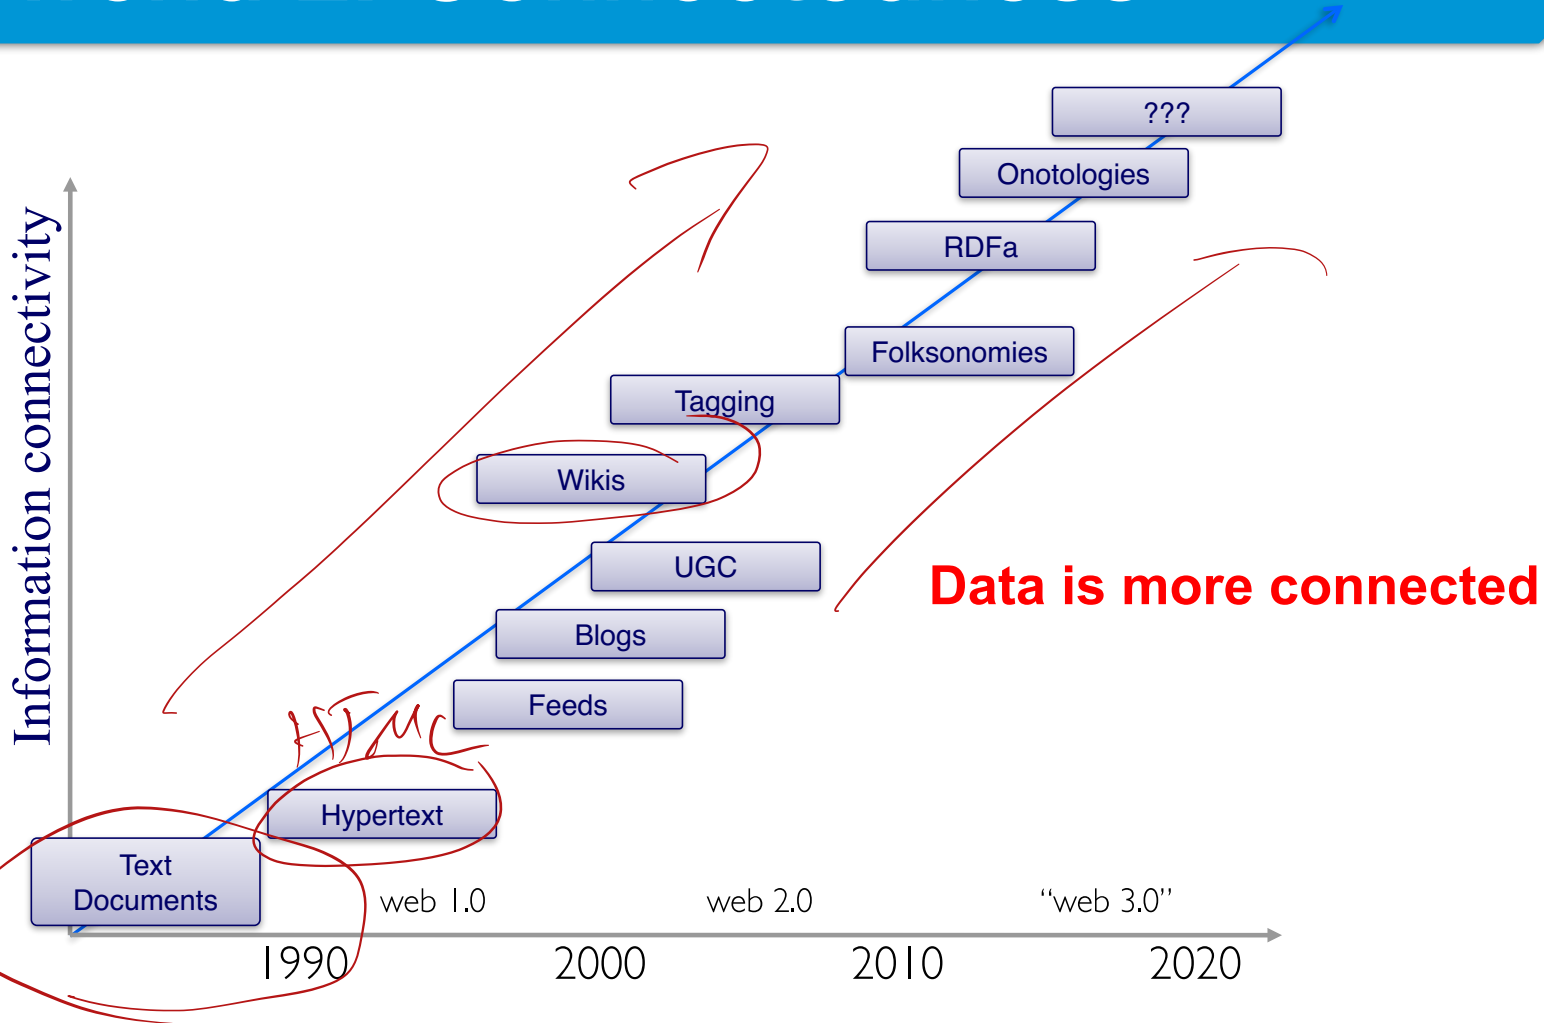 ???
Onotologies
RDFa
Folksonomies
Tagging
Wikis
UGC
Data is more connected
Blogs
Feeds
HTML
Hypertext
Text
Documents
Information connectivity
web 1.0
web 2.0
“web 3.0”
1990
2000
2010
2020